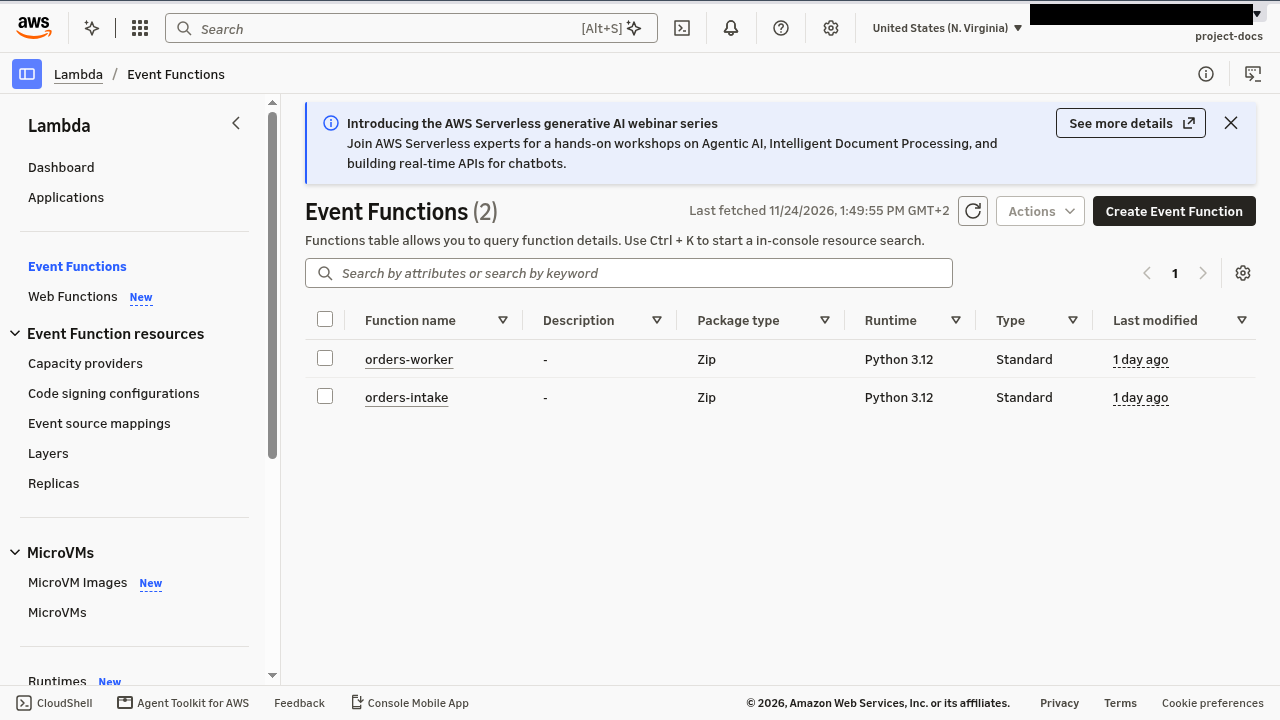 aws
Search [Alt+S]
United States (N. Virginia)
project-docs
Lambda / Event Functions
Lambda
Dashboard
Applications
Event Functions
Web Functions New
Event Function resources
Capacity providers
Code signing configurations
Event source mappings
Layers
Replicas
MicroVMs
MicroVM Images New
MicroVMs
Runtimes New
Introducing the AWS Serverless generative AI webinar series
Join AWS Serverless experts for a hands-on workshops on Agentic AI, Intelligent Document Processing, and
building real-time APIs for chatbots.
See more details
Event Functions (2)
Last fetched 11/24/2026, 1:49:55 PM GMT+2
Actions
Create Event Function
Functions table allows you to query function details. Use Ctrl + K to start a in-console resource search.
Search by attributes or search by keyword
1
Function name Description Package type Runtime Type Last modified
orders-worker - Zip Python 3.12 Standard 1 day ago
orders-intake - Zip Python 3.12 Standard 1 day ago
CloudShell Agent Toolkit for AWS Feedback Console Mobile App © 2026, Amazon Web Services, Inc. or its affiliates. Privacy Terms Cookie preferences